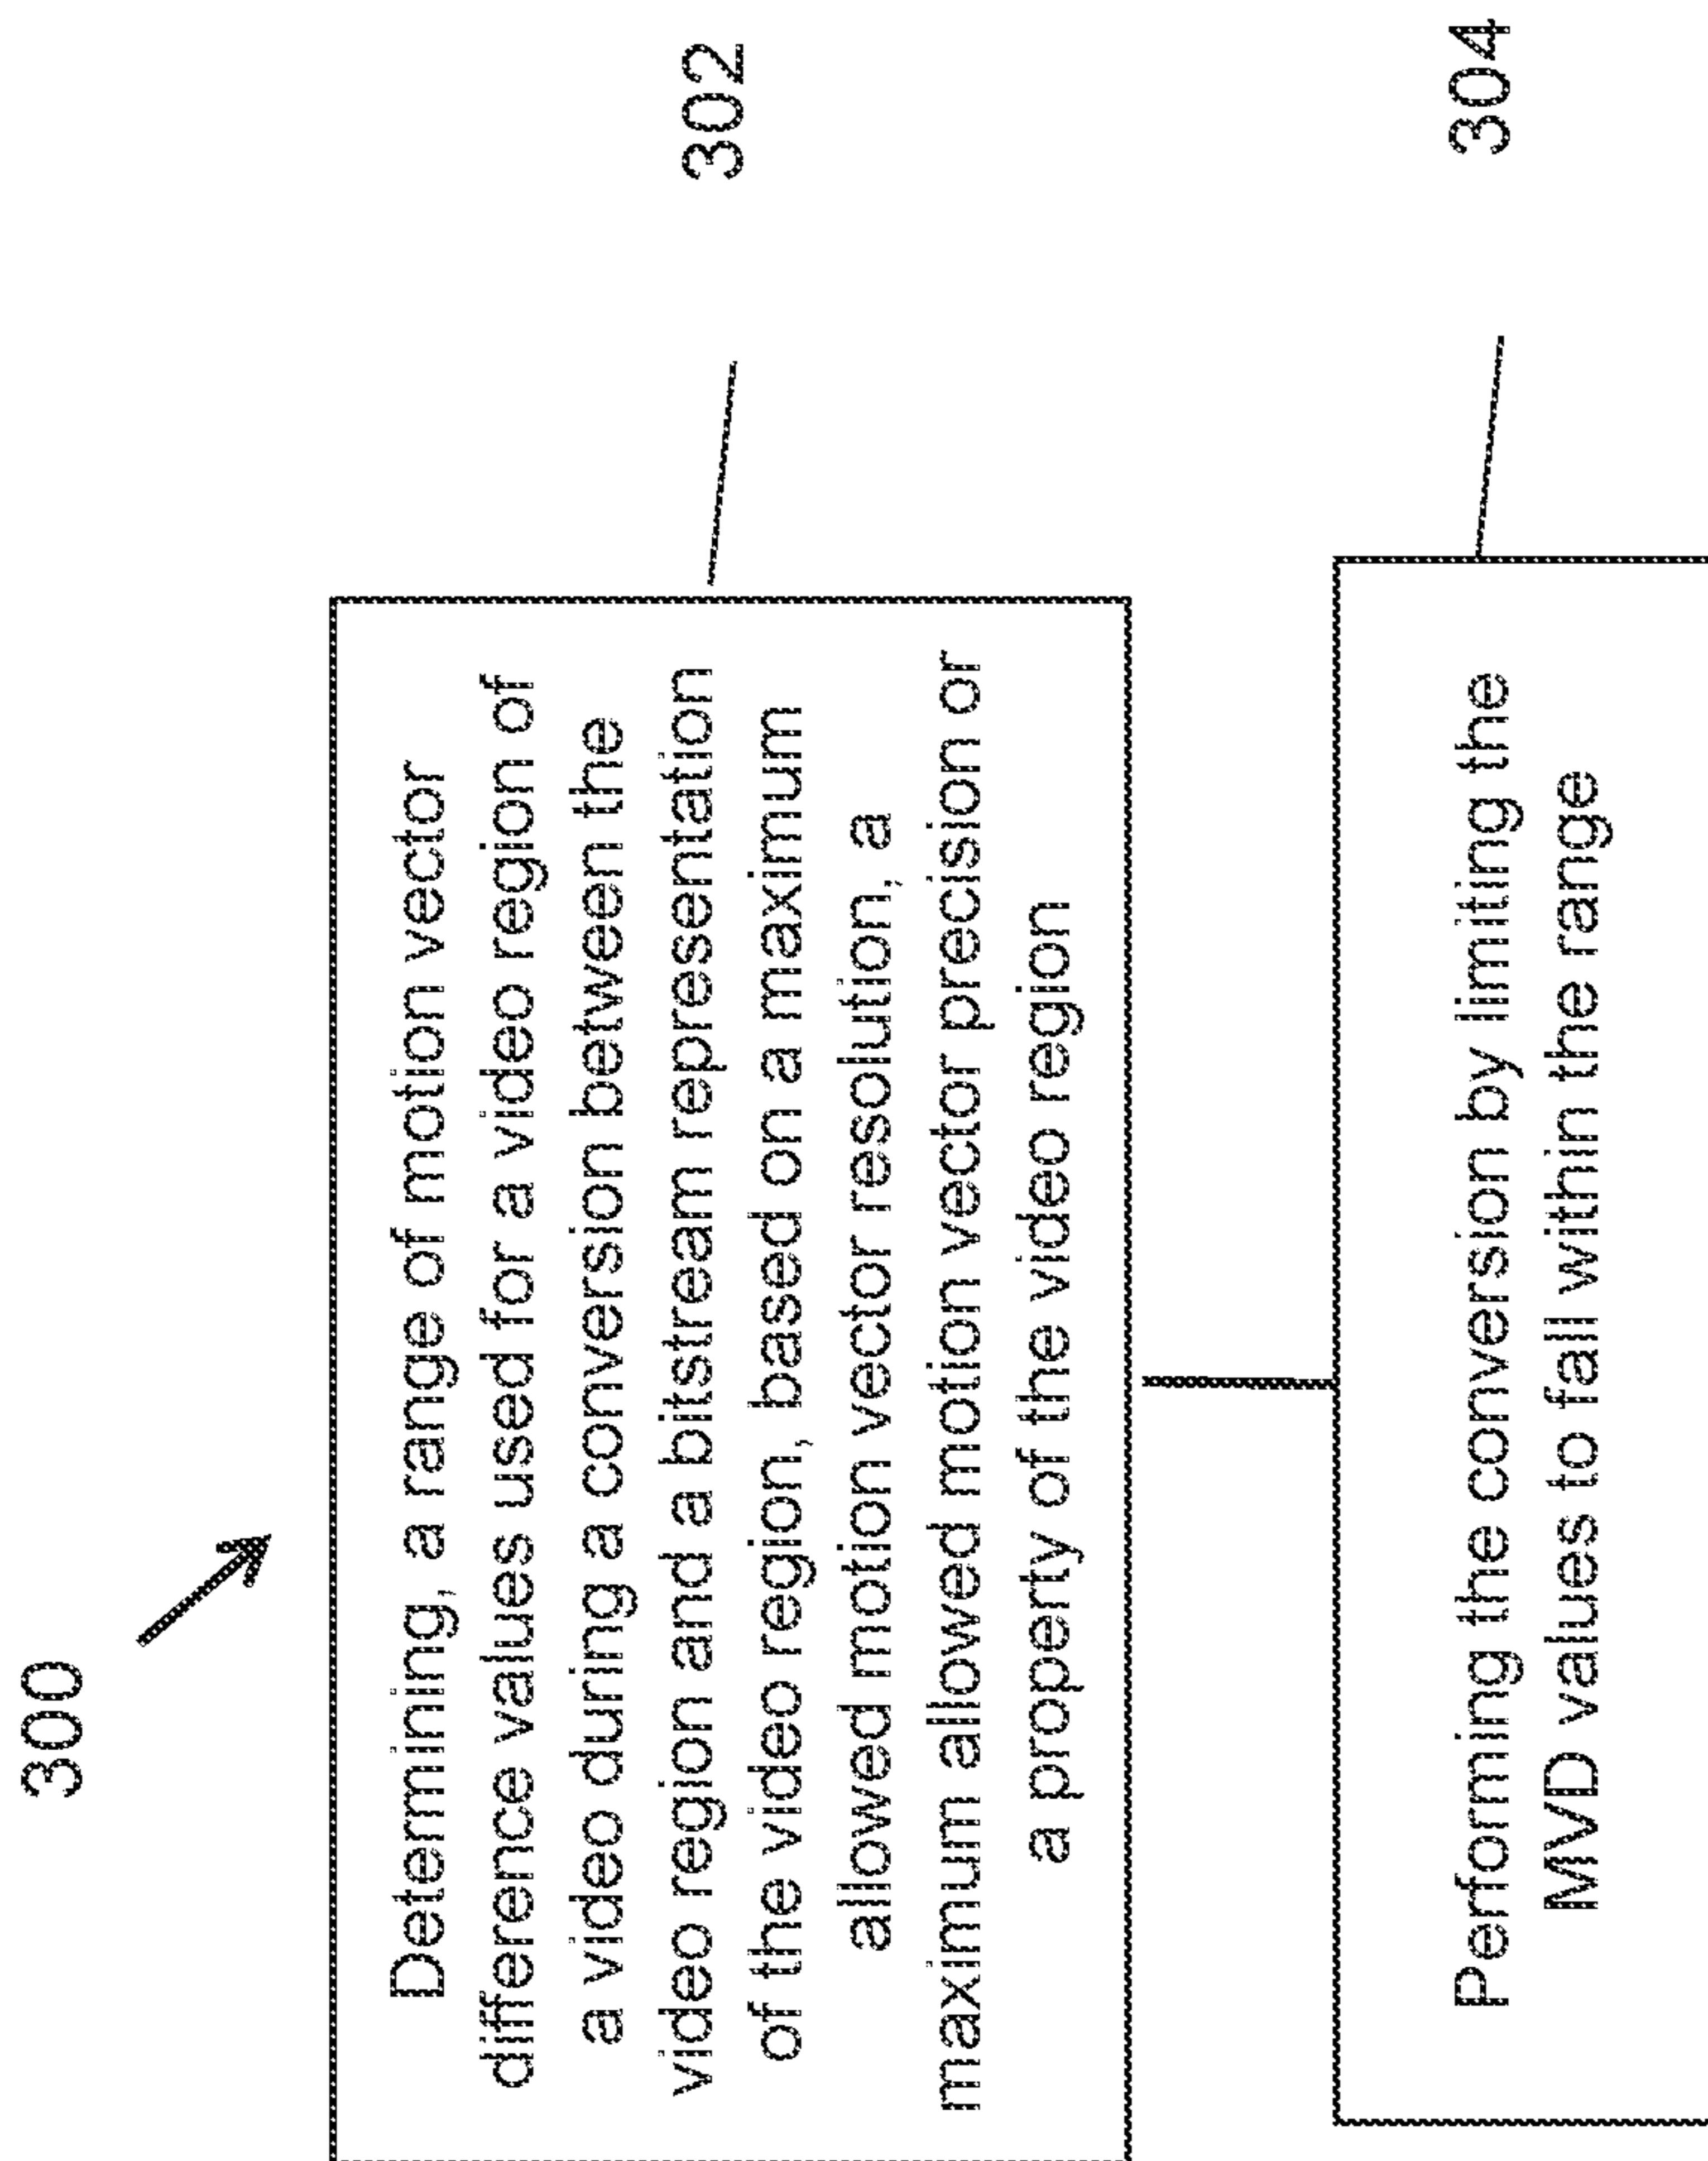 300
Determining, a range of motion vector
difference values used for a video region of
a video during a conversion between the
video region and a bitstream representation
of the video region, based on a maximum
allowed motion vector resolution, a
maximum allowed motion vector precision or
a property of the video region
302
Performing the conversion by limiting the
MVD values to fall within the range
304